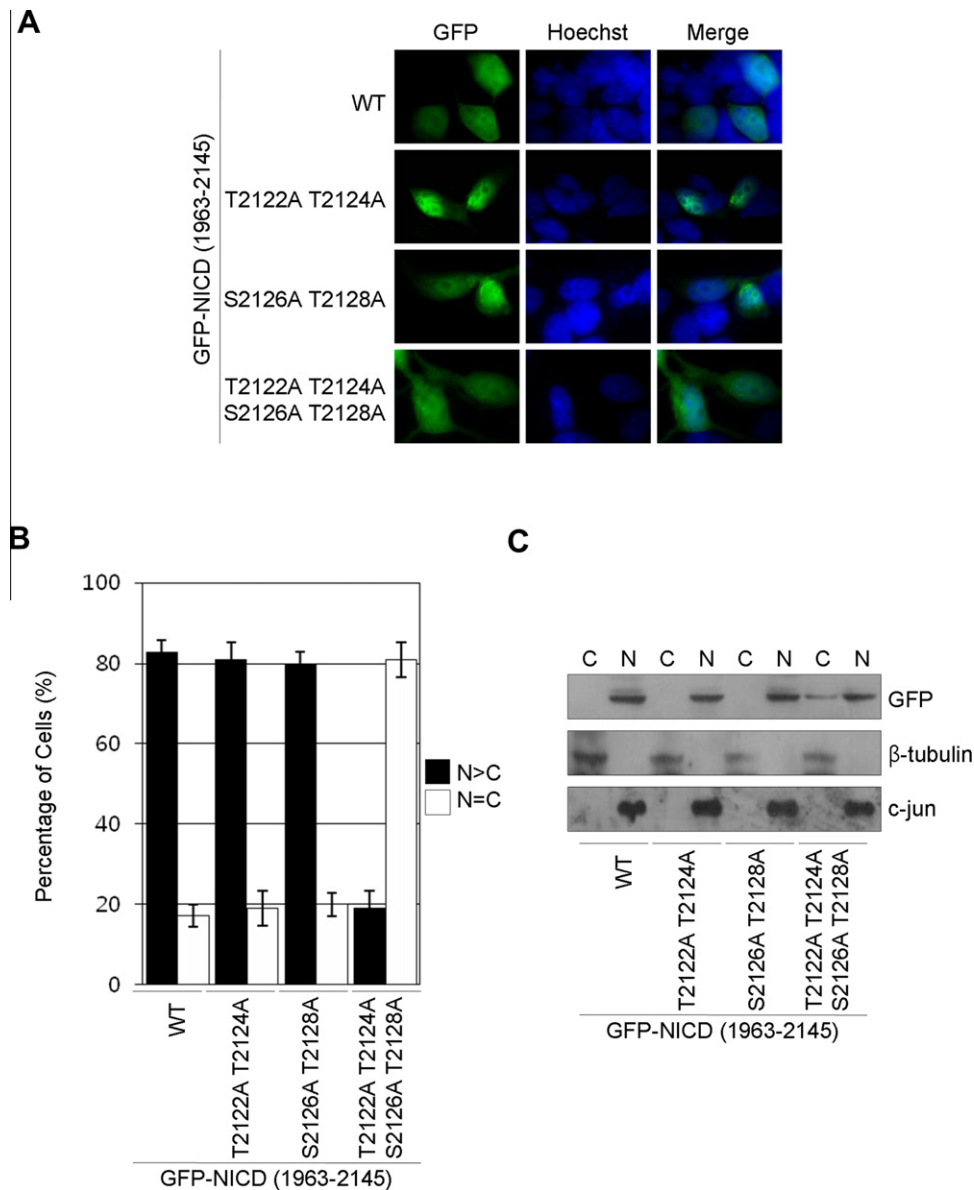 A
GFP Hoechst Merge
GFP-NICD (1963-2145)
WT
T2122A T2124A
S2126A T2128A
T2122A T2124A
S2126A T2128A
B
Percentage of Cells (%)
100
80
60
40
20
0
N>C
N=C
WT
T2122A T2124A
S2126A T2128A
T2122A T2124A
S2126A T2128A
GFP-NICD (1963-2145)
C
C N C N C N C N
GFP
β-tubulin
c-jun
WT
T2122A T2124A
S2126A T2128A
T2122A T2124A
S2126A T2128A
GFP-NICD (1963-2145)